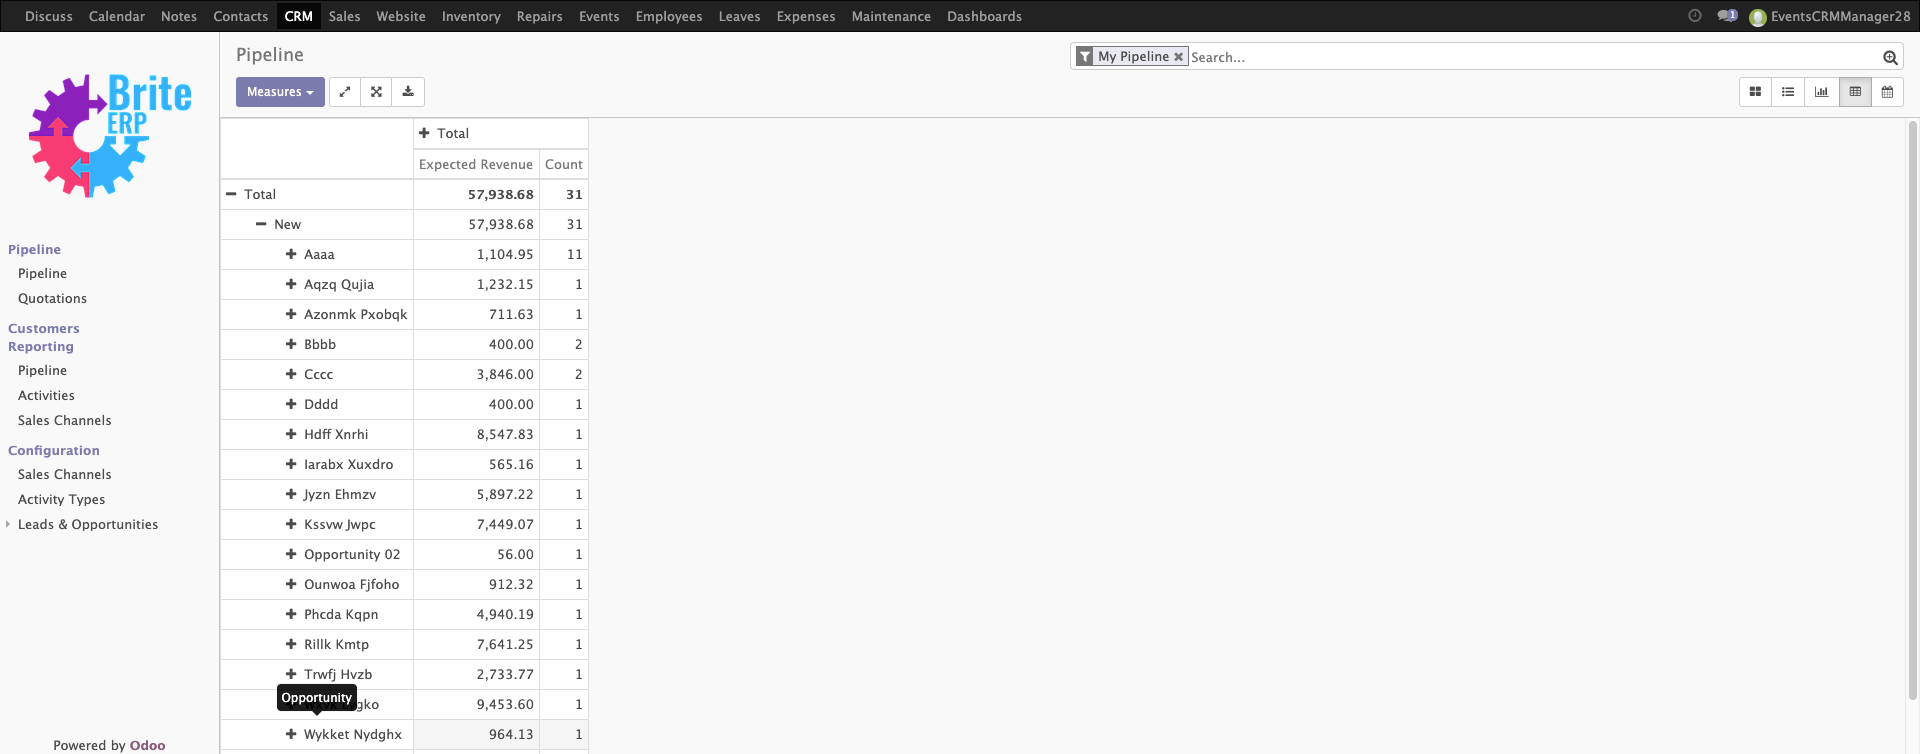 Discuss Calendar Notes Contacts CRM Sales Website Inventory Repairs Events Employees Leaves Expenses Maintenance Dashboards 1 EventsCRMManager28
Brite
ERP
Pipeline
My Pipeline Search...
Measures
Total
Expected Revenue Count
Total 57,938.68 31
New 57,938.68 31
Aaaa 1,104.95 11
Aqzq Qujia 1,232.15 1
Azonmk Pxobqk 711.63 1
Bbbb 400.00 2
Cccc 3,846.00 2
Dddd 400.00 1
Hdff Xnrhi 8,547.83 1
Iarabx Xuxdro 565.16 1
Jyzn Ehmzv 5,897.22 1
Kssvw Jwpc 7,449.07 1
Opportunity 02 56.00 1
Ounwoa Fjfoho 912.32 1
Phcda Kqpn 4,940.19 1
Rillk Kmtp 7,641.25 1
Trwfj Hvzb 2,733.77 1
Opportunity
9,453.60 1
Wykket Nydghx 964.13 1
Pipeline
Pipeline
Quotations
Customers
Reporting
Pipeline
Activities
Sales Channels
Configuration
Sales Channels
Activity Types
Leads & Opportunities
Powered by Odoo